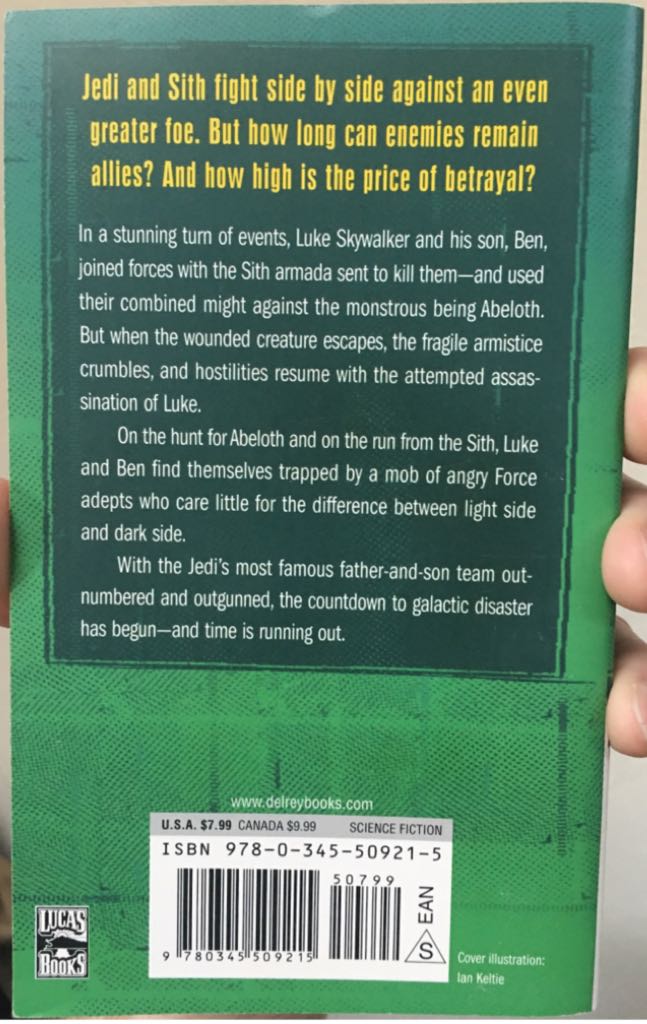 Jedi and Sith fight side by side against an even
greater foe. But how long can enemies remain
allies? And how high is the price of betrayal?
In a stunning turn of events, Luke Skywalker and his son, Ben,
joined forces with the Sith armada sent to kill them—and used
their combined might against the monstrous being Abeloth.
But when the wounded creature escapes, the fragile armistice
crumbles, and hostilities resume with the attempted assas-
sination of Luke.
On the hunt for Abeloth and on the run from the Sith, Luke
and Ben find themselves trapped by a mob of angry Force
adepts who care little for the difference between light side
and dark side.
With the Jedi's most famous father-and-son team out-
numbered and outgunned, the countdown to galactic disaster
has begun—and time is running out.
www.delreybooks.com
U.S.A. $7.99 CANADA $9.99 SCIENCE FICTION
ISBN 978-0-345-50921-5
50799
9 780345 509215
EAN
S
LUCAS
BOOKS
Cover illustration:
Ian Keltie